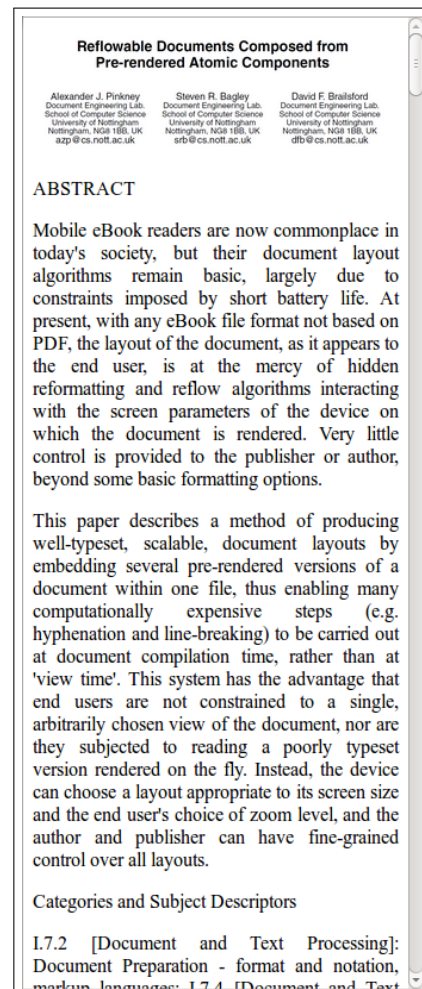 Reflowable Documents Composed from
Pre-rendered Atomic Components
Alexander J. Pinkney
Document Engineering Lab.
School of Computer Science
University of Nottingham
Nottingham, NG8 1BB, UK
azp@cs.nott.ac.uk
Steven R. Bagley
Document Engineering Lab.
School of Computer Science
University of Nottingham
Nottingham, NG8 1BB, UK
srb@cs.nott.ac.uk
David F. Brailsford
Document Engineering Lab.
School of Computer Science
University of Nottingham
Nottingham, NG8 1BB, UK
dfb@cs.nott.ac.uk
ABSTRACT
Mobile eBook readers are now commonplace in
today's society, but their document layout
algorithms remain basic, largely due to
constraints imposed by short battery life. At
present, with any eBook file format not based on
PDF, the layout of the document, as it appears to
the end user, is at the mercy of hidden
reformatting and reflow algorithms interacting
with the screen parameters of the device on
which the document is rendered. Very little
control is provided to the publisher or author,
beyond some basic formatting options.
This paper describes a method of producing
well-typeset, scalable, document layouts by
embedding several pre-rendered versions of a
document within one file, thus enabling many
computationally expensive steps (e.g.
hyphenation and line-breaking) to be carried out
at document compilation time, rather than at
'view time'. This system has the advantage that
end users are not constrained to a single,
arbitrarily chosen view of the document, nor are
they subjected to reading a poorly typeset
version rendered on the fly. Instead, the device
can choose a layout appropriate to its screen size
and the end user's choice of zoom level, and the
author and publisher can have fine-grained
control over all layouts.
Categories and Subject Descriptors
I.7.2 [Document and Text Processing]:
Document Preparation - format and notation,
markup languages; I.7.4 [Document and Text